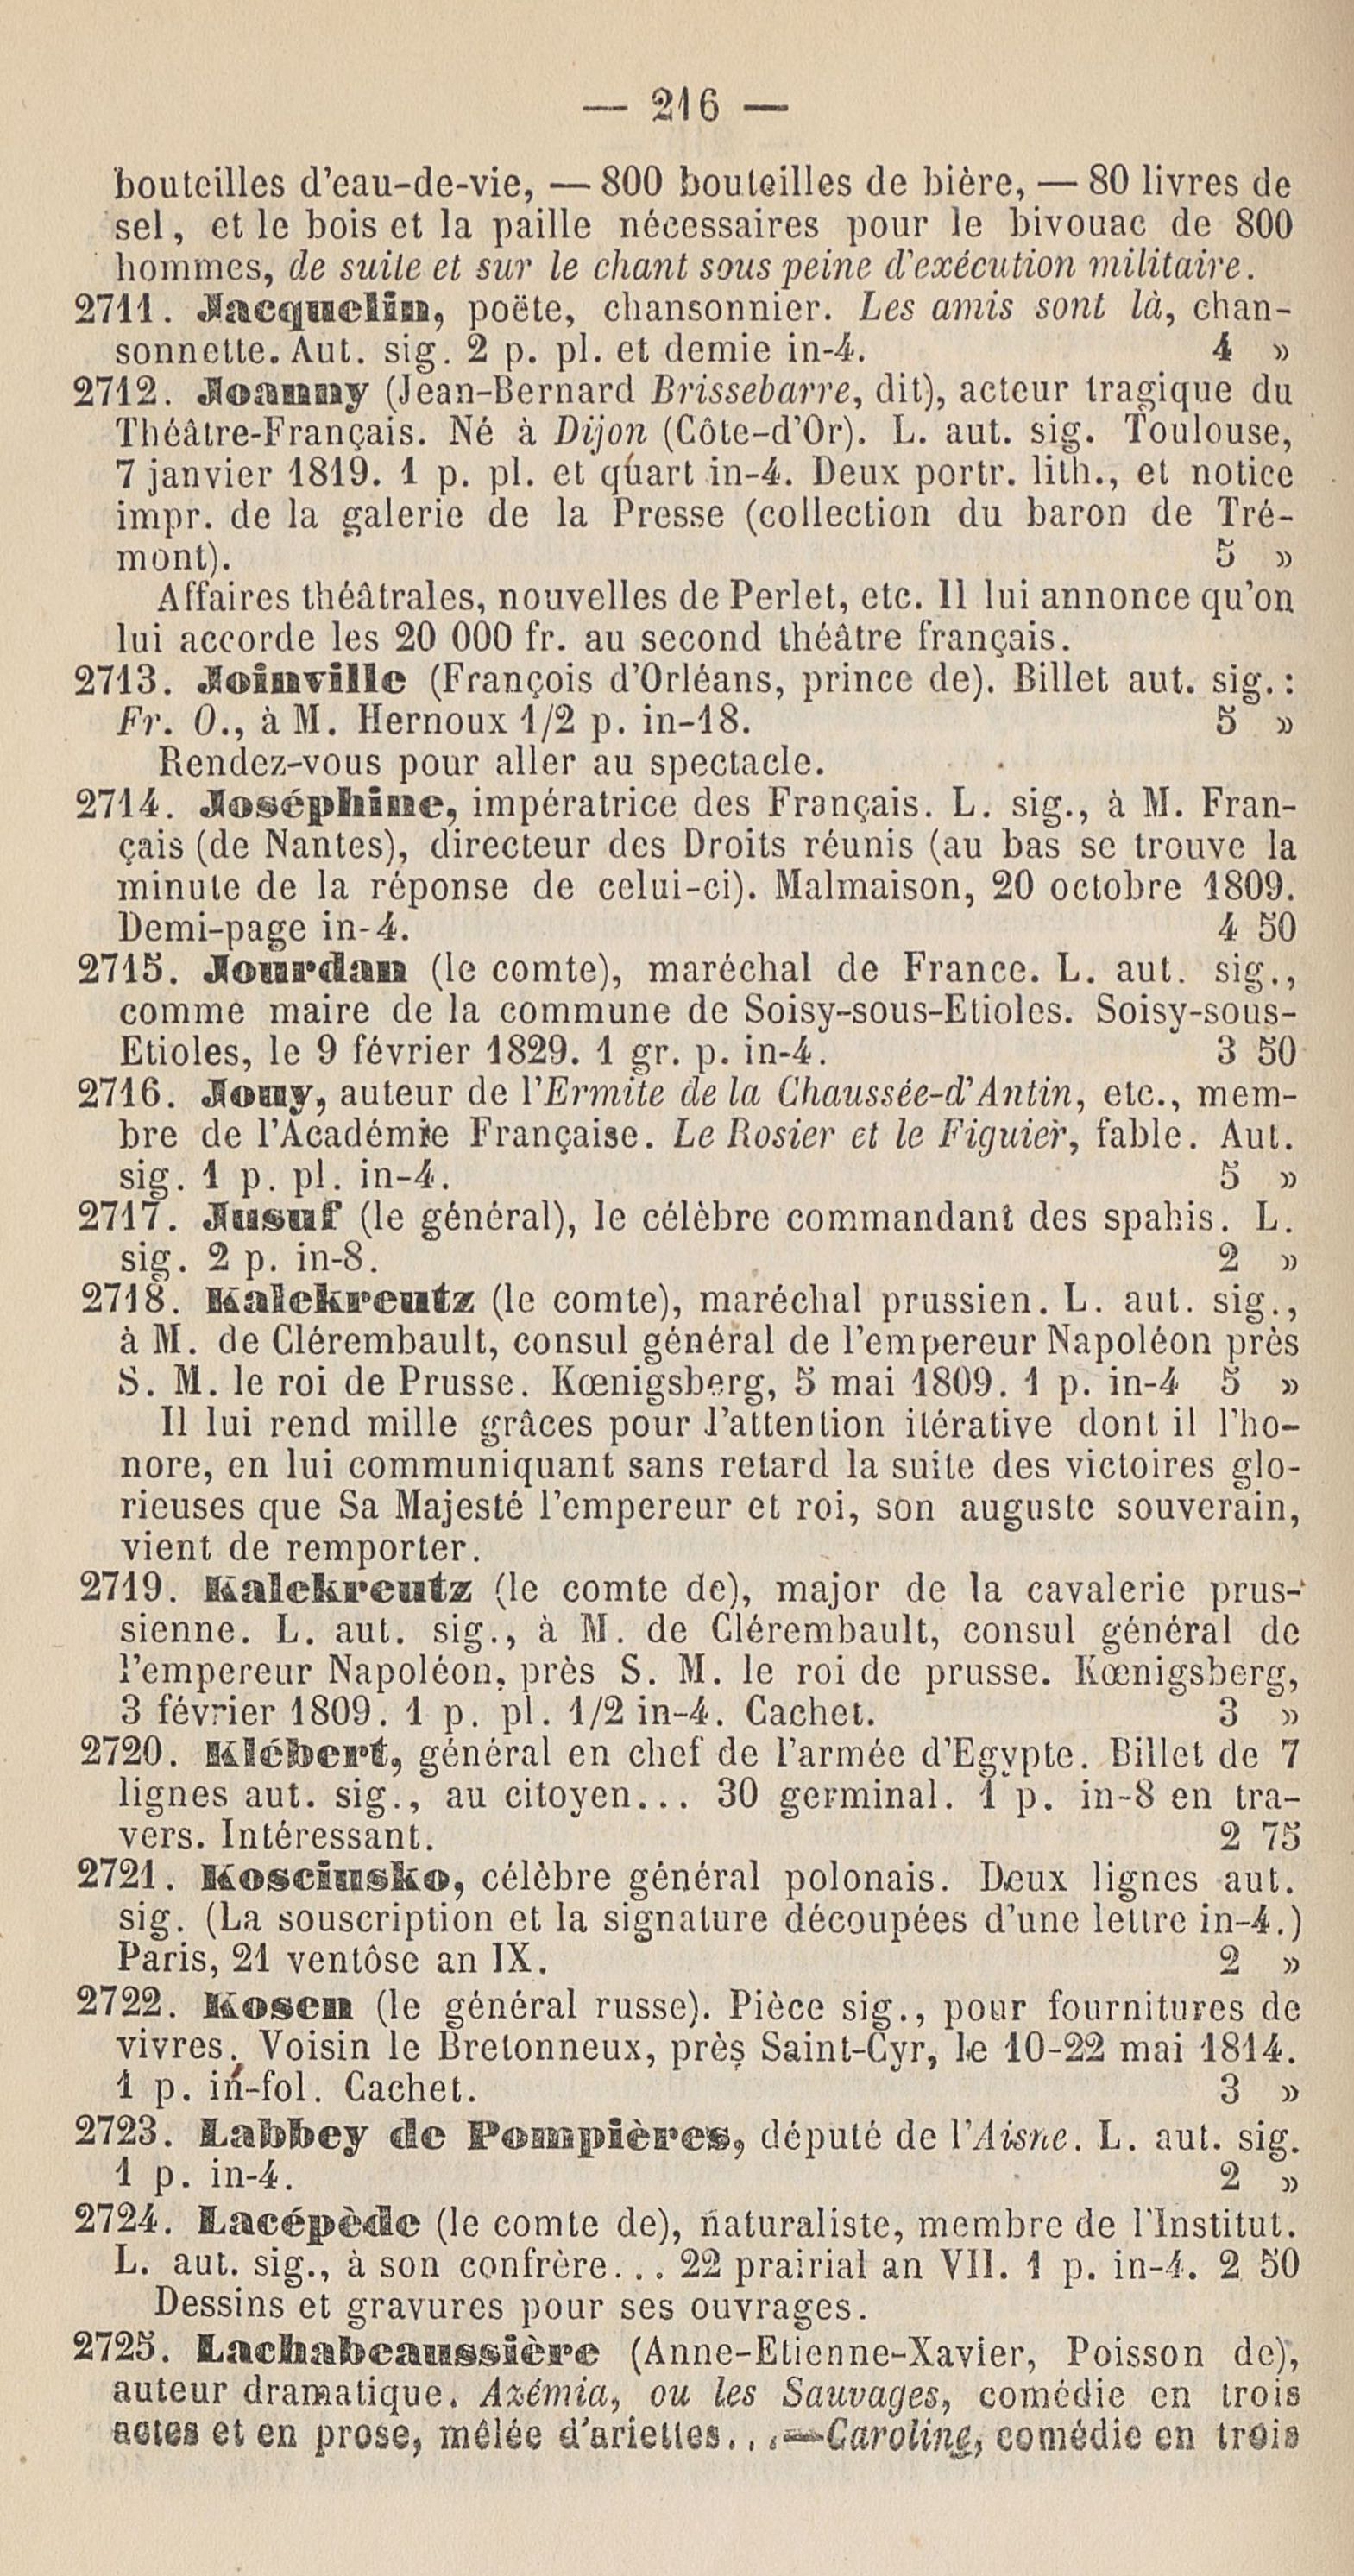 — 216 —
bouteilles d'eau-de-vie, — 800 bouteilles de bière, — 80 livres de
sel, et le bois et la paille nécessaires pour le bivouac de 800
hommes, de suite et sur le chant sous peine d'exécution militaire.
2711. Jacquelin, poëte, chansonnier. Les amis sont là, chan-
sonnette. Aut. sig. 2 p. pl. et demie in-4. 4 »
2712. Joanny (Jean-Bernard Brissebarre, dit), acteur tragique du
Théâtre-Français. Né à Dijon (Côte-d'Or). L. aut. sig. Toulouse,
7 janvier 1819. 1 p. pl. et quart in-4. Deux portr. lith., et notice
impr. de la galerie de la Presse (collection du baron de Tré-
mont). 5 »
Affaires théâtrales, nouvelles de Perlet, etc. Il lui annonce qu'on
lui accorde les 20 000 fr. au second théâtre français.
2713. Joinville (François d'Orléans, prince de). Billet aut. sig. :
Fr. O., à M. Hernoux 1/2 p. in-18. 5 »
Rendez-vous pour aller au spectacle.
2714. Joséphine, impératrice des Français. L. sig., à M. Fran-
çais (de Nantes), directeur des Droits réunis (au bas se trouve la
minute de la réponse de celui-ci). Malmaison, 20 octobre 1809.
Demi-page in-4. 4 50
2715. Jourdan (le comte), maréchal de France. L. aut. sig.,
comme maire de la commune de Soisy-sous-Etioles. Soisy-sous-
Etioles, le 9 février 1829. 1 gr. p. in-4. 3 50
2716. Jouy, auteur de l'Ermite de la Chaussée-d'Antin, etc., mem-
bre de l'Académie Française. Le Rosier et le Figuier, fable. Aut.
sig. 1 p. pl. in-4. 5 »
2717. Jusuf (le général), le célèbre commandant des spahis. L.
sig. 2 p. in-8. 2 »
2718. Kalekreutz (le comte), maréchal prussien. L. aut. sig.,
à M. de Clérembault, consul général de l'empereur Napoléon près
S. M. le roi de Prusse. Kœnigsberg, 5 mai 1809. 1 p. in-4 5 »
Il lui rend mille grâces pour l'attention itérative dont il l'ho-
nore, en lui communiquant sans retard la suite des victoires glo-
rieuses que Sa Majesté l'empereur et roi, son auguste souverain,
vient de remporter.
2719. Kalekreutz (le comte de), major de la cavalerie prus-
sienne. L. aut. sig., à M. de Clérembault, consul général de
l'empereur Napoléon, près S. M. le roi de prusse. Kœnigsberg,
3 février 1809. 1 p. pl. 1/2 in-4. Cachet. 3 »
2720. Klébert, général en chef de l'armée d'Egypte. Billet de 7
lignes aut. sig., au citoyen... 30 germinal. 1 p. in-8 en tra-
vers. Intéressant. 2 75
2721. Kosciusko, célèbre général polonais. Deux lignes aut.
sig. (La souscription et la signature découpées d'une lettre in-4.)
Paris, 21 ventôse an IX. 2 »
2722. Kosen (le général russe). Pièce sig., pour fournitures de
vivres. Voisin le Bretonneux, près Saint-Cyr, le 10-22 mai 1814.
1 p. in-fol. Cachet. 3 »
2723. Labbey de Pompières, député de l'Aisne. L. aut. sig.
1 p. in-4. 2 »
2724. Lacépède (le comte de), naturaliste, membre de l'Institut.
L. aut. sig., à son confrère... 22 prairial an VII. 1 p. in-4. 2 50
Dessins et gravures pour ses ouvrages.
2725. Lachabeaussière (Anne-Etienne-Xavier, Poisson de),
auteur dramatique. Azémia, ou les Sauvages, comédie en trois
actes et en prose, mêlée d'ariettes...—Caroline, comédie en trois